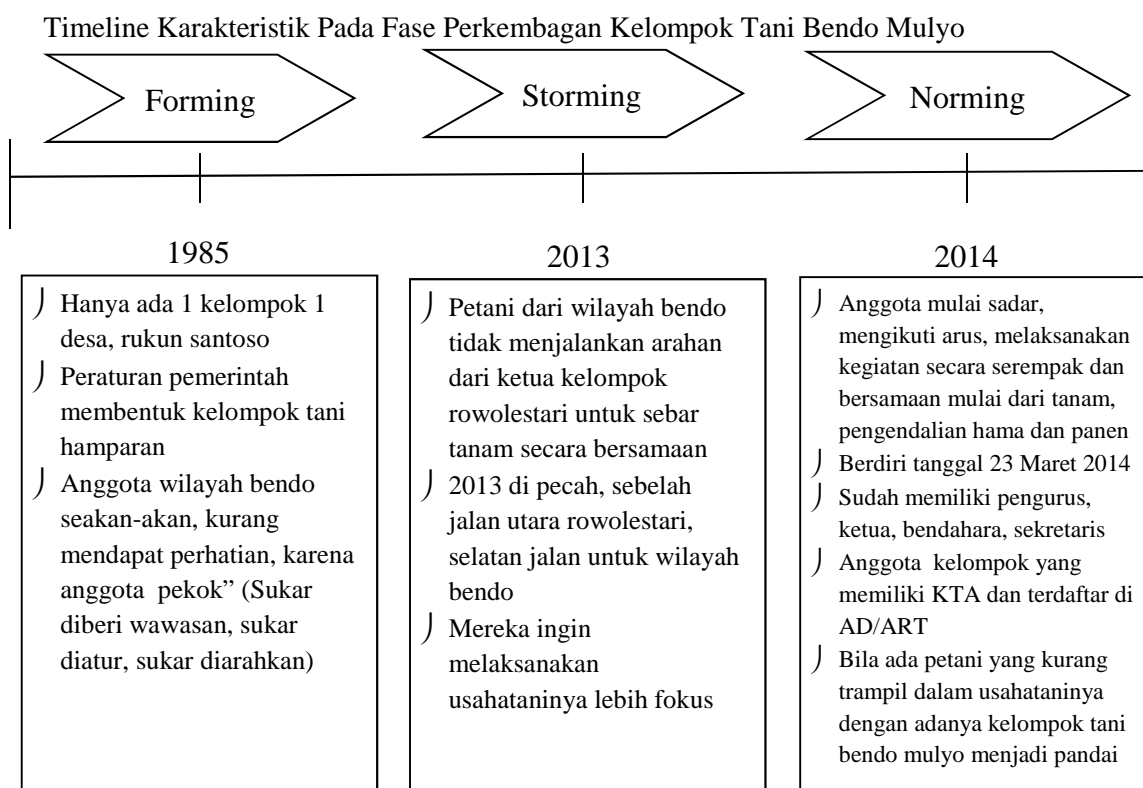 Timeline Karakteristik Pada Fase Perkembagan Kelompok Tani Bendo Mulyo
Forming
Storming
Norming
1985
Hanya ada 1 kelompok 1
desa, rukun santoso
Peraturan pemerintah
membentuk kelompok tani
hamparan
Anggota wilayah bendo
seakan-akan, kurang
mendapat perhatian, karena
anggota pekok” (Sukar
diberi wawasan, sukar
diatur, sukar diarahkan)
2013
Petani dari wilayah bendo
tidak menjalankan arahan
dari ketua kelompok
rowolestari untuk sebar
tanam secara bersamaan
2013 di pecah, sebelah
jalan utara rowolestari,
selatan jalan untuk wilayah
bendo
Mereka ingin
melaksanakan
usahataninya lebih fokus
2014
Anggota mulai sadar,
mengikuti arus, melaksanakan
kegiatan secara serempak dan
bersamaan mulai dari tanam,
pengendalian hama dan panen
Berdiri tanggal 23 Maret 2014
Sudah memiliki pengurus,
ketua, bendahara, sekretaris
Anggota kelompok yang
memiliki KTA dan terdaftar di
AD/ART
Bila ada petani yang kurang
trampil dalam usahataninya
dengan adanya kelompok tani
bendo mulyo menjadi pandai